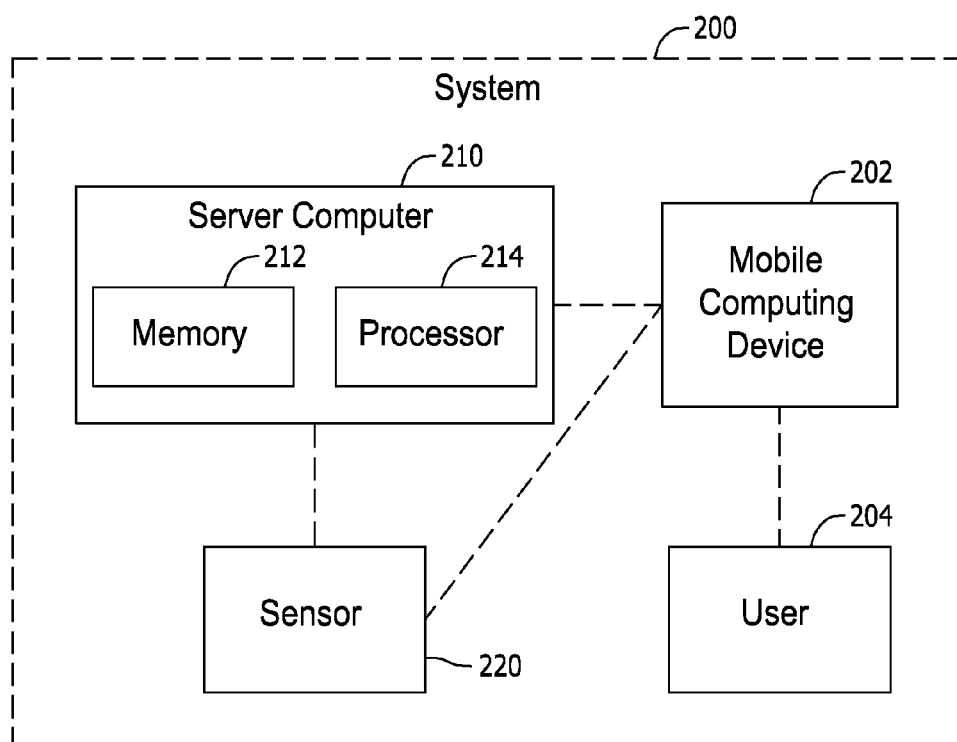 200
System
210
Server Computer
212
Memory
214
Processor
202
Mobile
Computing
Device
Sensor
220
204
User